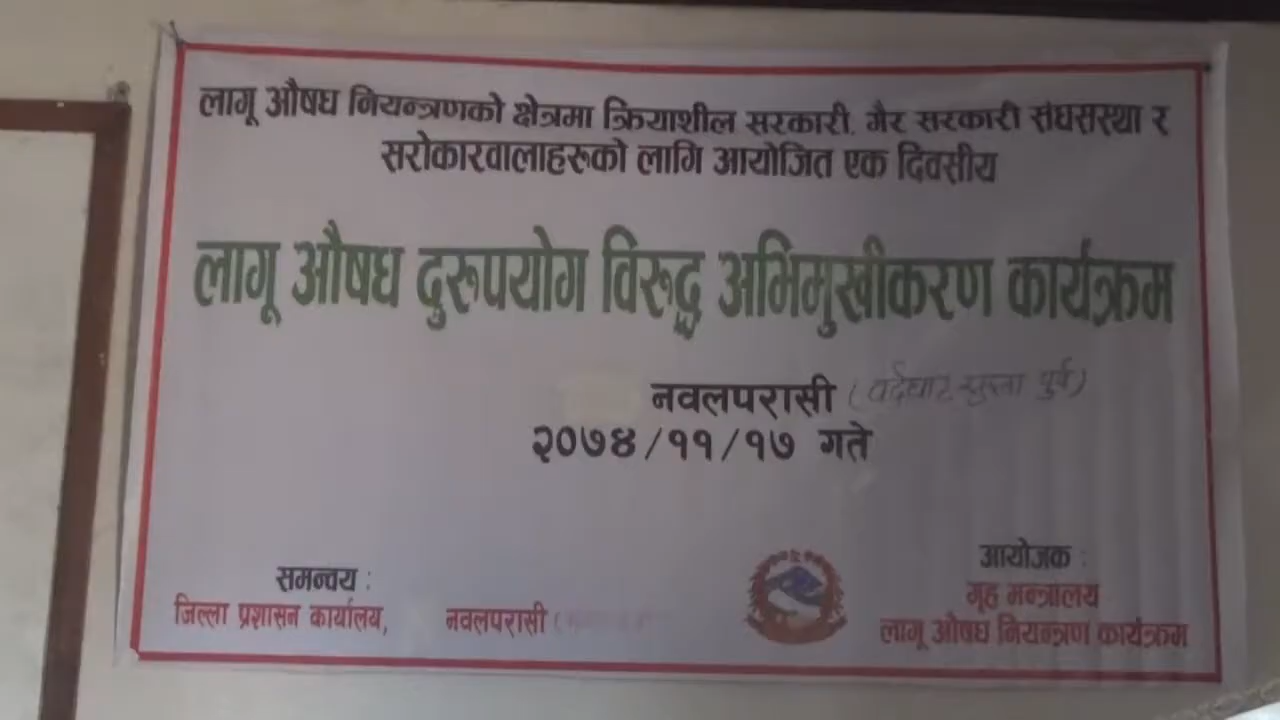 लागू औषध नियन्त्रणको क्षेत्रमा क्रियाशील सरकारी, गैर सरकारी संघसस्था र
सरोकारवालाहरुको लागि आयोजित एक दिवसीय
लागू औषध दुरुपयोग विरुद्ध अभिमुखीकरण कार्यक्रम
नवलपरासी (बर्दघाट सुस्ता पुर्व)
२०७४/११/१७ गते
समन्वय :
जिल्ला प्रशासन कार्यालय, नवलपरासी
आयोजक :
गृह मन्त्रालय
लागू औषध नियन्त्रण कार्यक्रम